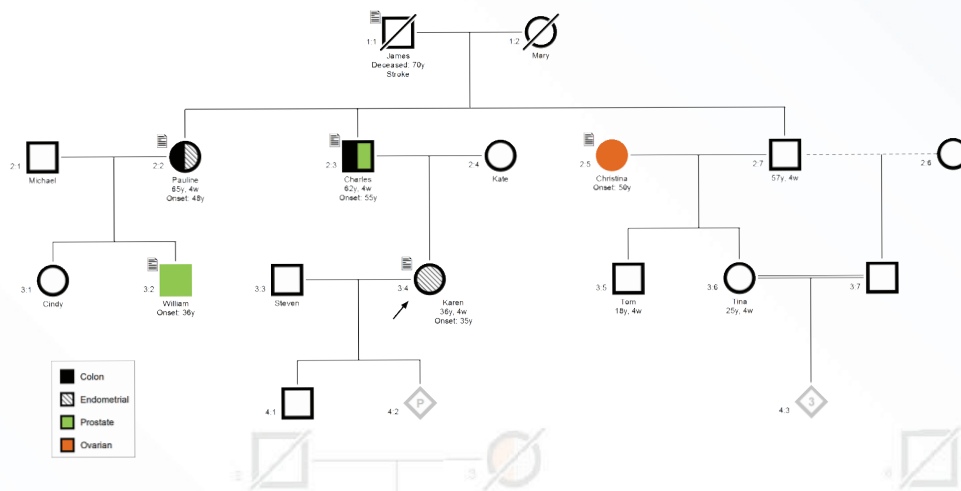 1:1
James
Deceased: 70y
Stroke
1:2
Mary
2:1
Michael
2:2
Pauline
65y, 4w
Onset: 48y
2:3
Charles
62y, 4w
Onset: 55y
2:4
Kate
2:5
Christina
Onset: 50y
2:7
57y, 4w
2:6
3:1
Cindy
3:2
William
Onset: 36y
3:3
Steven
3:4
Karen
36y, 4w
Onset: 35y
3:5
Tom
18y, 4w
3:6
Tina
25y, 4w
3:7
4:1
4:2
P
4:3
3
Colon
Endometrial
Prostate
Ovarian